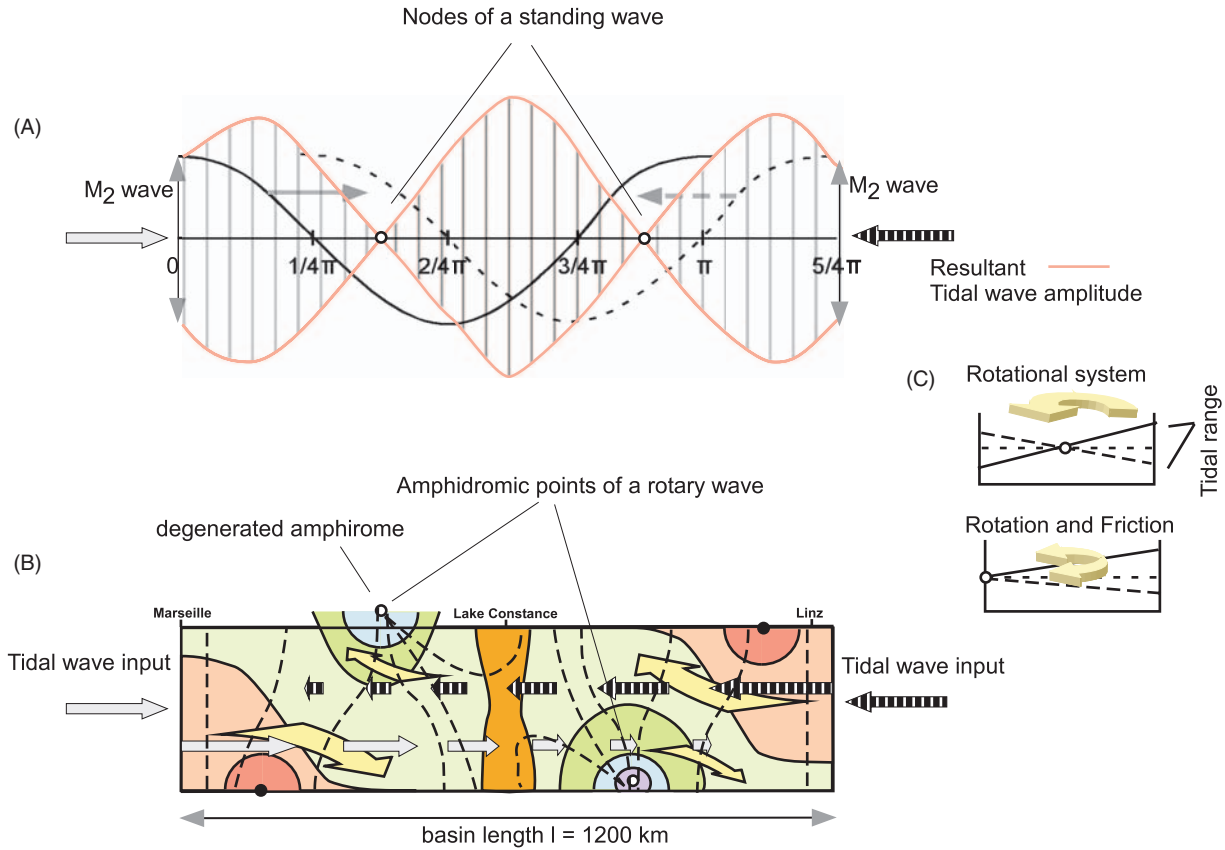 Nodes of a standing wave
(A)
M2 wave
M2 wave
0
1/4π
2/4π
3/4π
π
5/4π
Resultant
Tidal wave amplitude
(C)
Rotational system
Tidal range
Rotation and Friction
Amphidromic points of a rotary wave
degenerated amphirome
(B)
Marseille
Lake Constance
Linz
Tidal wave input
Tidal wave input
basin length l = 1200 km